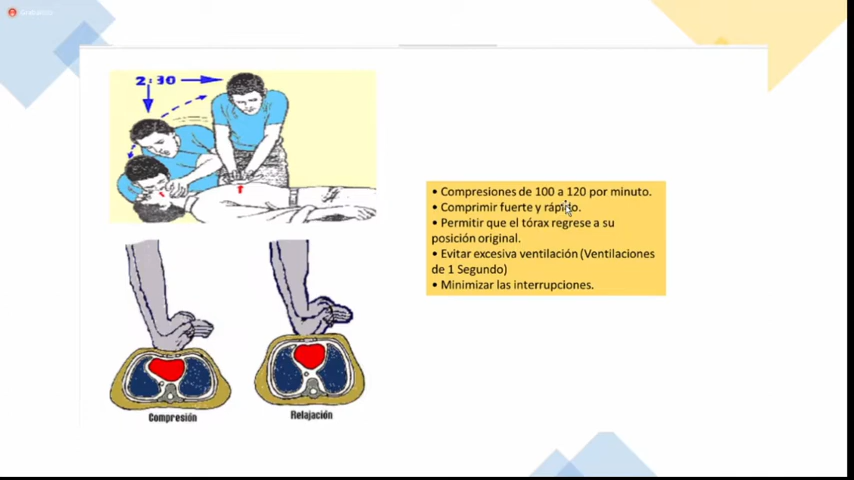 2:30
• Compresiones de 100 a 120 por minuto.
• Comprimir fuerte y rápido.
• Permitir que el tórax regrese a su
posición original.
• Evitar excesiva ventilación (Ventilaciones
de 1 Segundo)
• Minimizar las interrupciones.
Compresión
Relajación